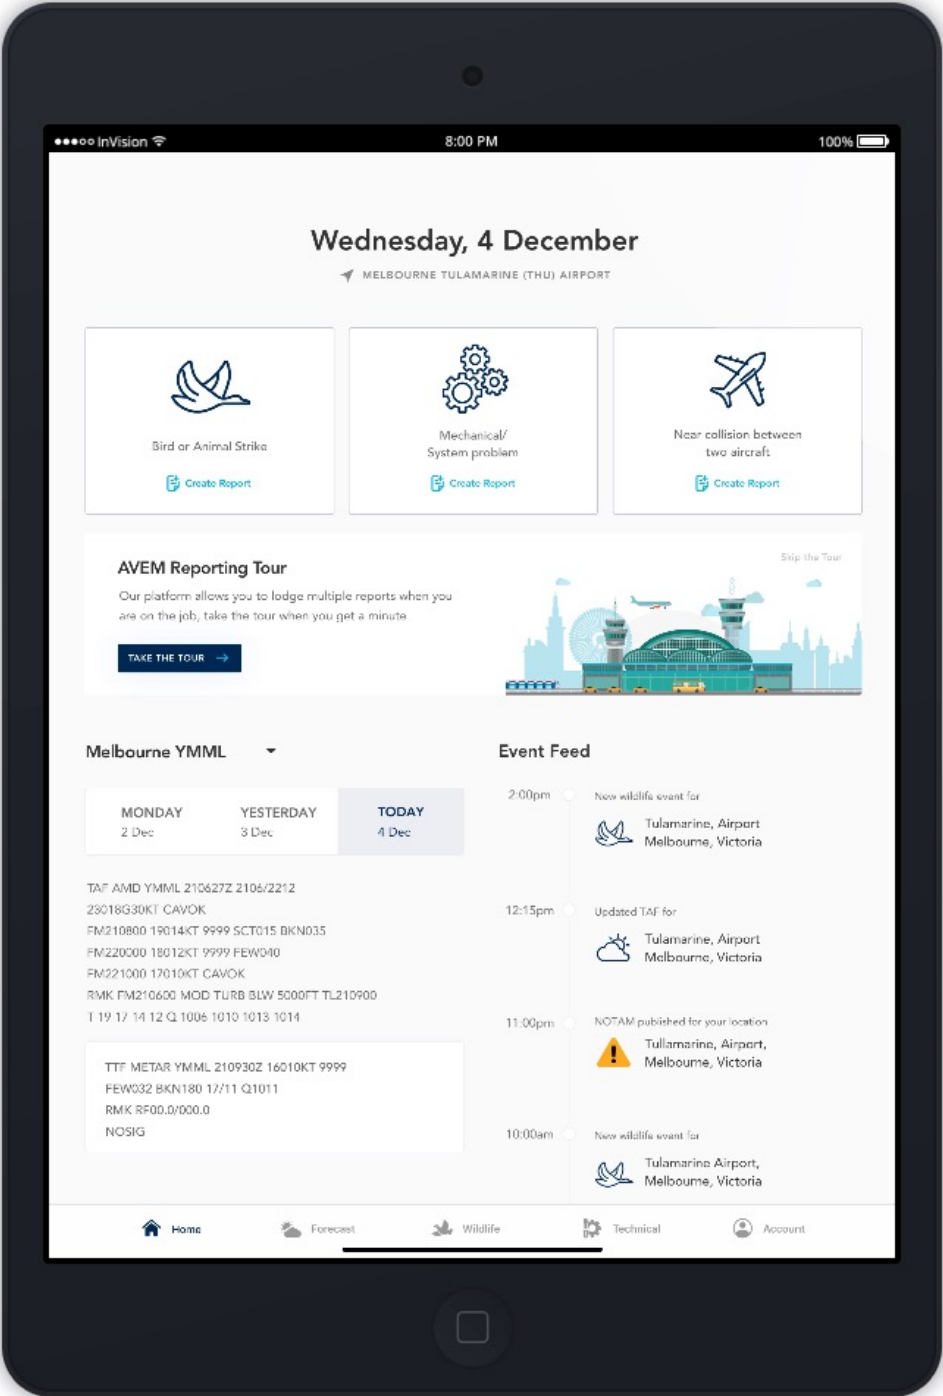 InVision
8:00 PM
100%
Wednesday, 4 December
MELBOURNE TULAMARINE (THU) AIRPORT
Bird or Animal Strike
Create Report
Mechanical/
System problem
Create Report
Near collision between
two aircraft
Create Report
AVEM Reporting Tour
Our platform allows you to lodge multiple reports when you
are on the job, take the tour when you get a minute
TAKE THE TOUR
Skip the Tour
Melbourne YMML
MONDAY
2 Dec
YESTERDAY
3 Dec
TODAY
4 Dec
TAF AMD YMML 210627Z 2106/2212
23018G30KT CAVOK
FM210800 19014KT 9999 SCT015 BKN035
FM220000 18012KT 9999 FEW040
FM221000 17010KT CAVOK
RMK FM210600 MOD TURB BLW 5000FT TL210900
T 19 17 14 12 Q 1006 1010 1013 1014
TTF METAR YMML 210930Z 16010KT 9999
FEW032 BKN180 17/11 Q1011
RMK RF00.0/000.0
NOSIG
Event Feed
2:00pm
New wildlife event for
Tulamarine, Airport
Melbourne, Victoria
12:15pm
Updated TAF for
Tulamarine, Airport
Melbourne, Victoria
11:00pm
NOTAM published for your location
Tullamarine, Airport,
Melbourne, Victoria
10:00am
New wildlife event for
Tulamarine Airport,
Melbourne, Victoria
Home
Forecast
Wildlife
Technical
Account